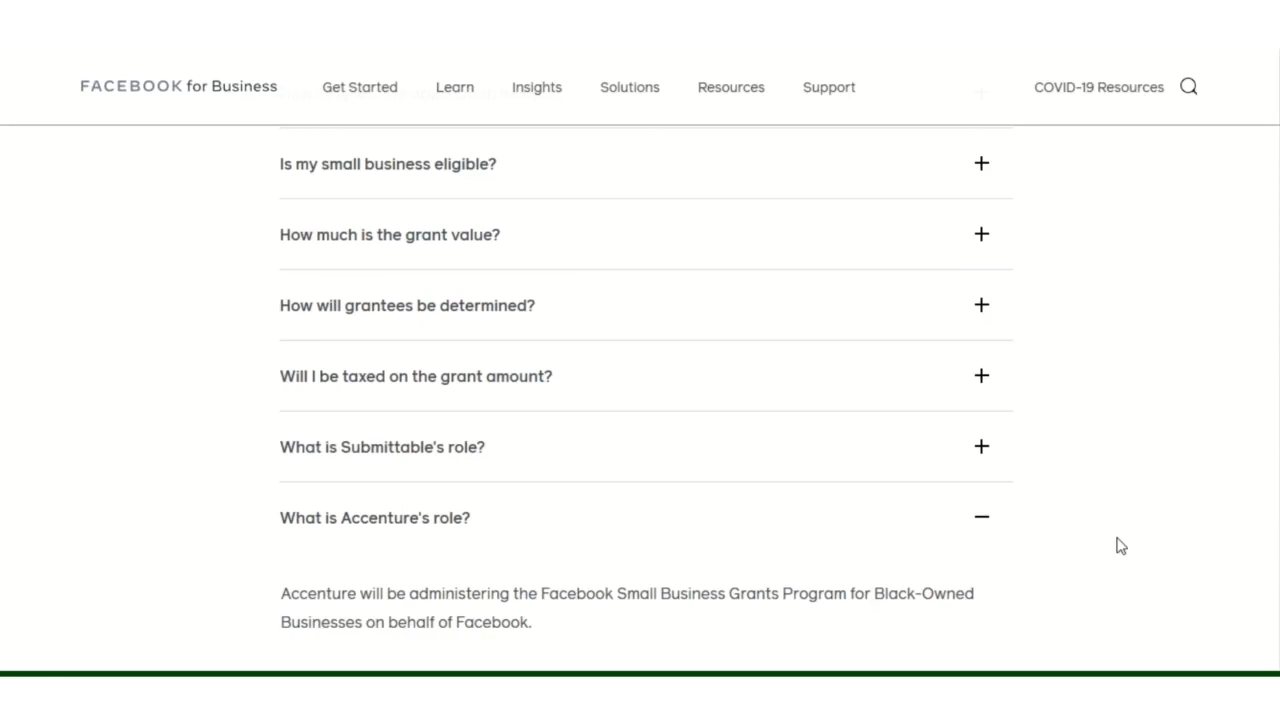 FACEBOOK for Business Get Started Learn Insights Solutions Resources Support COVID-19 Resources
Is my small business eligible?
How much is the grant value?
How will grantees be determined?
Will I be taxed on the grant amount?
What is Submittable's role?
What is Accenture's role?
Accenture will be administering the Facebook Small Business Grants Program for Black-Owned
Businesses on behalf of Facebook.